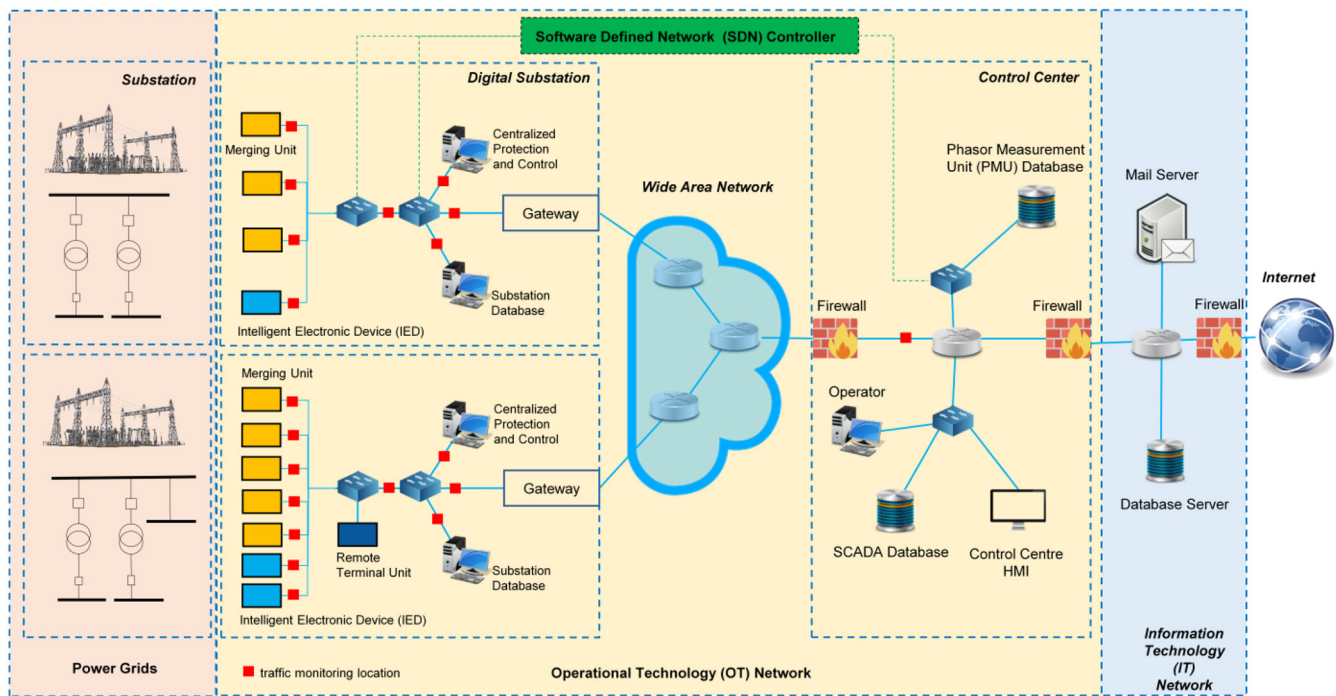 Software Defined Network (SDN) Controller
Substation
Digital Substation
Control Center
Merging Unit
Centralized
Protection
and Control
Gateway
Substation
Database
Intelligent Electronic Device (IED)
Wide Area Network
Phasor Measurement
Unit (PMU) Database
Mail Server
Internet
Firewall
Firewall
Firewall
Merging Unit
Centralized
Protection
and Control
Gateway
Remote
Terminal Unit
Substation
Database
Intelligent Electronic Device (IED)
Operator
SCADA Database
Control Centre
HMI
Database Server
Power Grids
traffic monitoring location
Operational Technology (OT) Network
Information
Technology
(IT)
Network